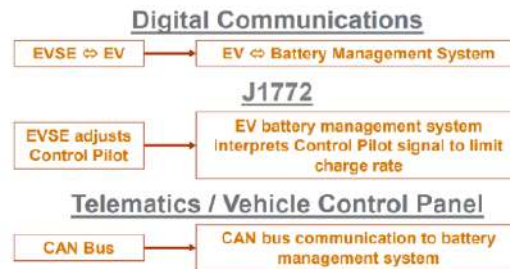 Digital Communications
EVSE ⇔ EV
EV ⇔ Battery Management System
J1772
EVSE adjusts
Control Pilot
EV battery management system
interprets Control Pilot signal to limit
charge rate
Telematics / Vehicle Control Panel
CAN Bus
CAN bus communication to battery
management system